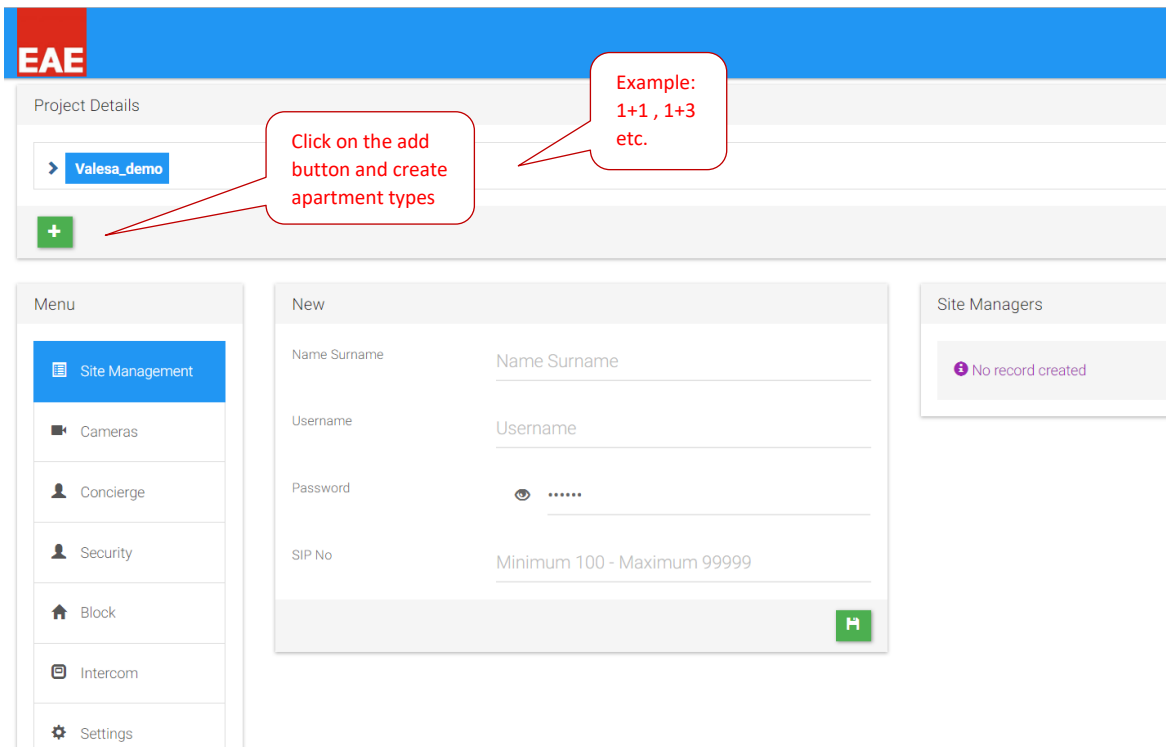 EAE
Project Details
Example:
1+1 , 1+3
etc.
Click on the add
button and create
apartment types
Valesa_demo
+
Menu
New
Site Managers
Site Management
Cameras
Concierge
Security
Block
Intercom
Settings
Name Surname
Name Surname
Username
Username
Password
••••••
SIP No
Minimum 100 - Maximum 99999
No record created